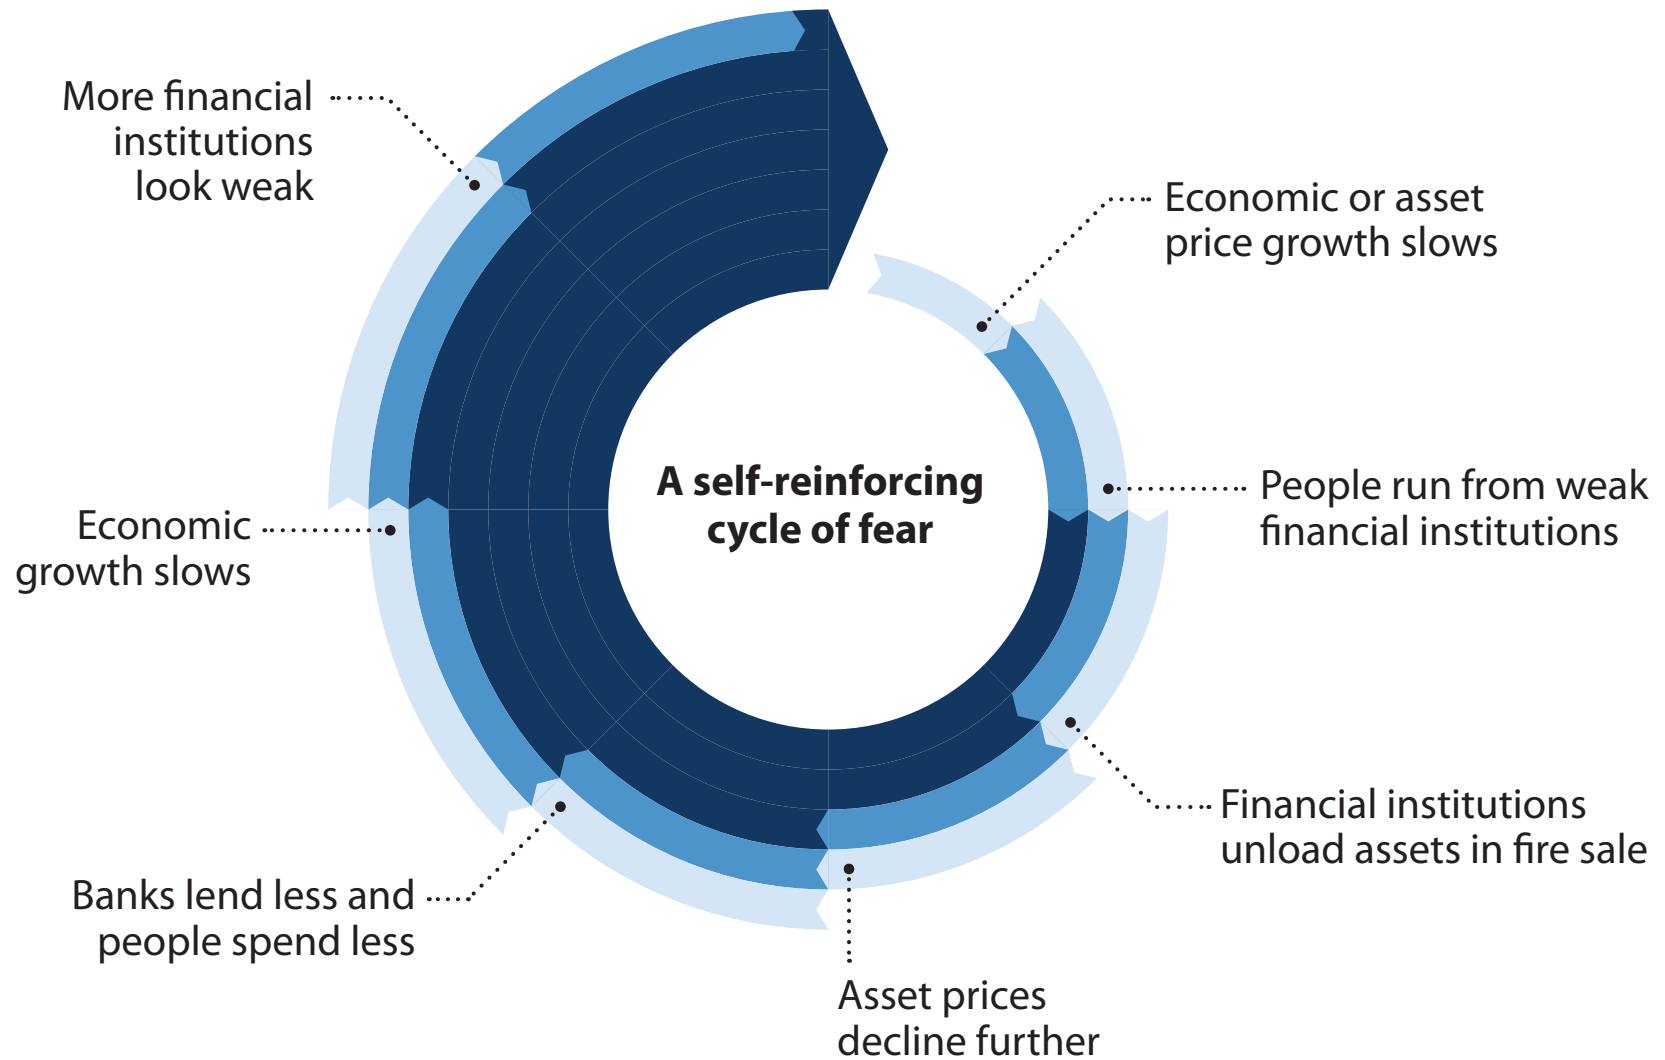 A self-reinforcing
cycle of fear
Economic or asset
price growth slows
People run from weak
financial institutions
Financial institutions
unload assets in fire sale
Asset prices
decline further
Banks lend less and
people spend less
Economic
growth slows
More financial
institutions
look weak